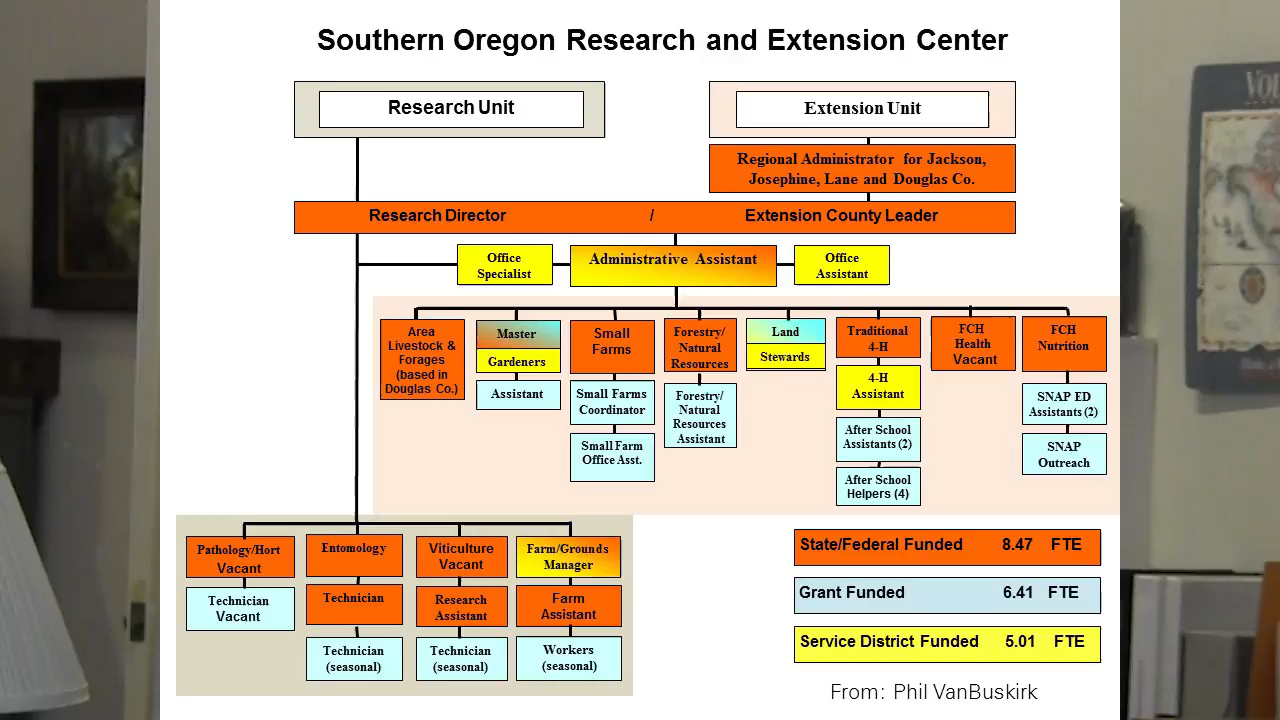 Southern Oregon Research and Extension Center
Research Unit
Extension Unit
Regional Administrator for Jackson,
Josephine, Lane and Douglas Co.
Research Director / Extension County Leader
Office
Specialist
Administrative Assistant
Office
Assistant
Area
Livestock &
Forages
(based in
Douglas Co.)
Master
Gardeners
Assistant
Small
Farms
Small Farms
Coordinator
Small Farm
Office Asst.
Forestry/
Natural
Resources
Forestry/
Natural
Resources
Assistant
Land
Stewards
Traditional
4-H
4-H
Assistant
After School
Assistants (2)
After School
Helpers (4)
FCH
Health
Vacant
FCH
Nutrition
SNAP ED
Assistants (2)
SNAP
Outreach
Pathology/Hort
Vacant
Technician
Vacant
Entomology
Technician
Technician
(seasonal)
Viticulture
Vacant
Research
Assistant
Technician
(seasonal)
Farm/Grounds
Manager
Farm
Assistant
Workers
(seasonal)
State/Federal Funded 8.47 FTE
Grant Funded 6.41 FTE
Service District Funded 5.01 FTE
From: Phil VanBuskirk